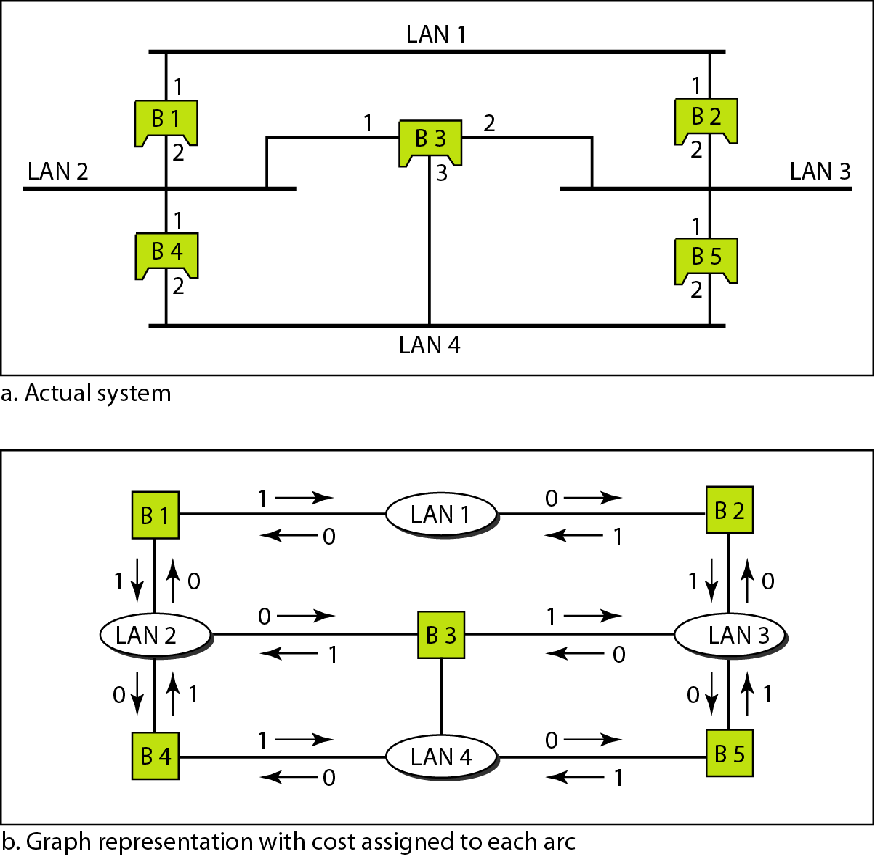 LAN 1
1 1
B 1 B 2
1 B 3 2
2 2
LAN 2 3 LAN 3
1 1
B 4 B 5
2 2
LAN 4
a. Actual system
1 0
B 1 LAN 1 B 2
0 1
1 0 1 0
0 1
LAN 2 B 3 LAN 3
1 0
0 1 0 1
1 0
B 4 LAN 4 B 5
0 1
b. Graph representation with cost assigned to each arc